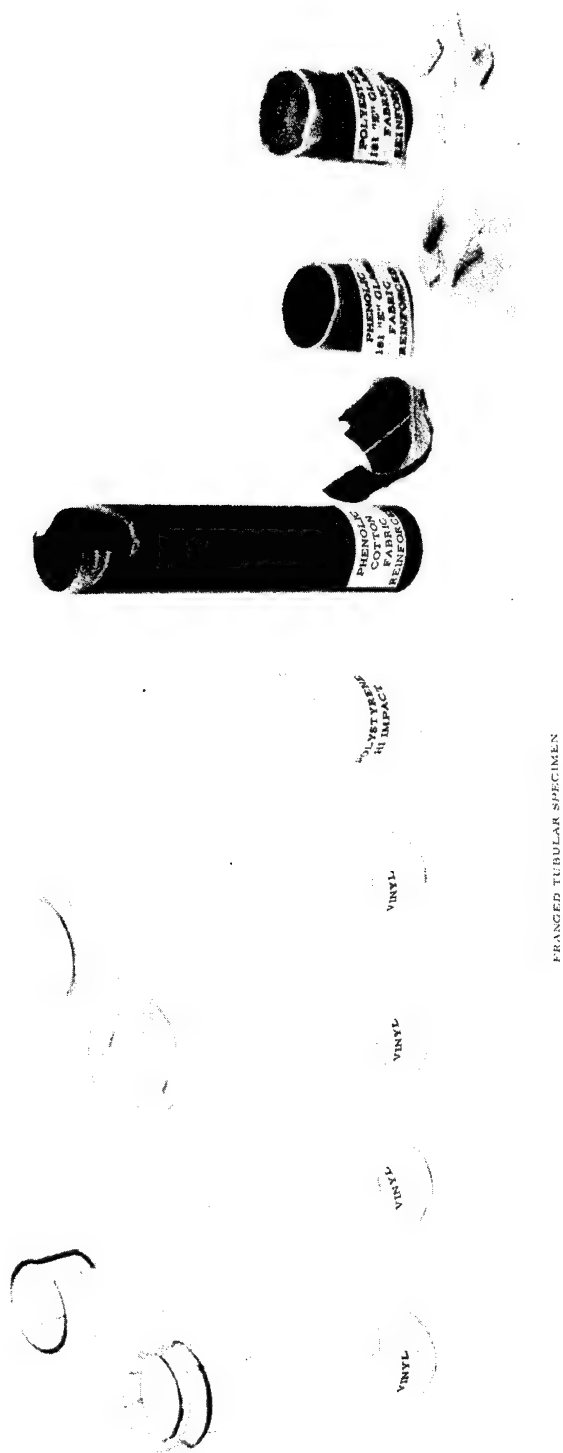 POLYESTER
181 "E" GLASS
FABRIC
REINFORCED
PHENOLIC
181 "E" GLASS
FABRIC
REINFORCED
PHENOLIC
COTTON
FABRIC
REINFORCED
POLYSTYRENE
HI IMPACT
VINYL
VINYL
VINYL
VINYL
FRANGED TUBULAR SPECIMEN